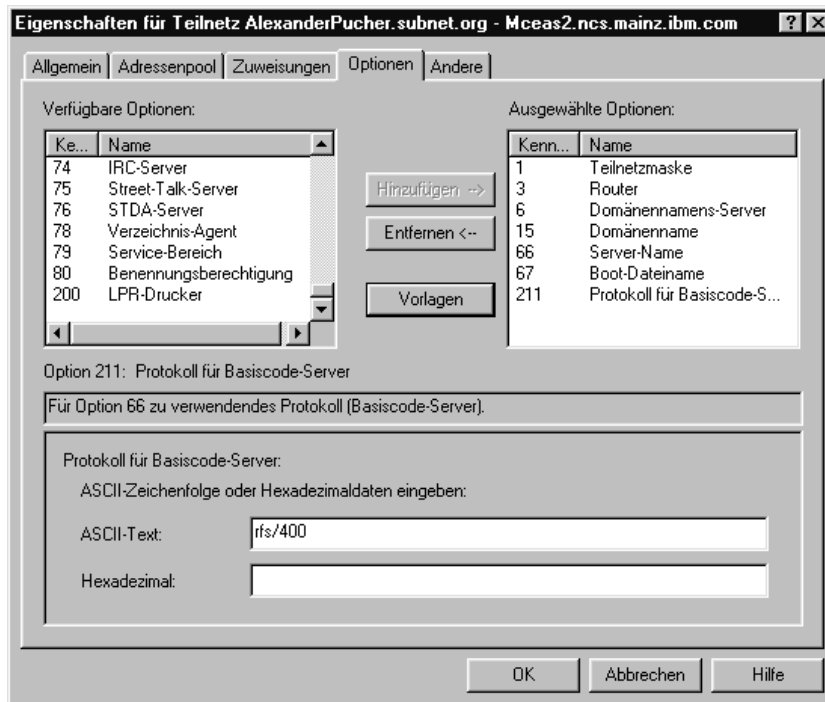 Eigenschaften für Teilnetz AlexanderPucher.subnet.org - Mceas2.ncs.mainz.ibm.com
Allgemein Adressenpool Zuweisungen Optionen Andere
Verfügbare Optionen:
Ke... Name
74 IRC-Server
75 Street-Talk-Server
76 STDA-Server
78 Verzeichnis-Agent
79 Service-Bereich
80 Benennungsberechtigung
200 LPR-Drucker
Hinzufügen -->
Entfernen <--
Vorlagen
Ausgewählte Optionen:
Kenn... Name
1 Teilnetzmaske
3 Router
6 Domänennamens-Server
15 Domänenname
66 Server-Name
67 Boot-Dateiname
211 Protokoll für Basiscode-S...
Option 211: Protokoll für Basiscode-Server
Für Option 66 zu verwendendes Protokoll (Basiscode-Server).
Protokoll für Basiscode-Server:
ASCII-Zeichenfolge oder Hexadezimaldaten eingeben:
ASCII-Text: rfs/400
Hexadezimal:
OK Abbrechen Hilfe